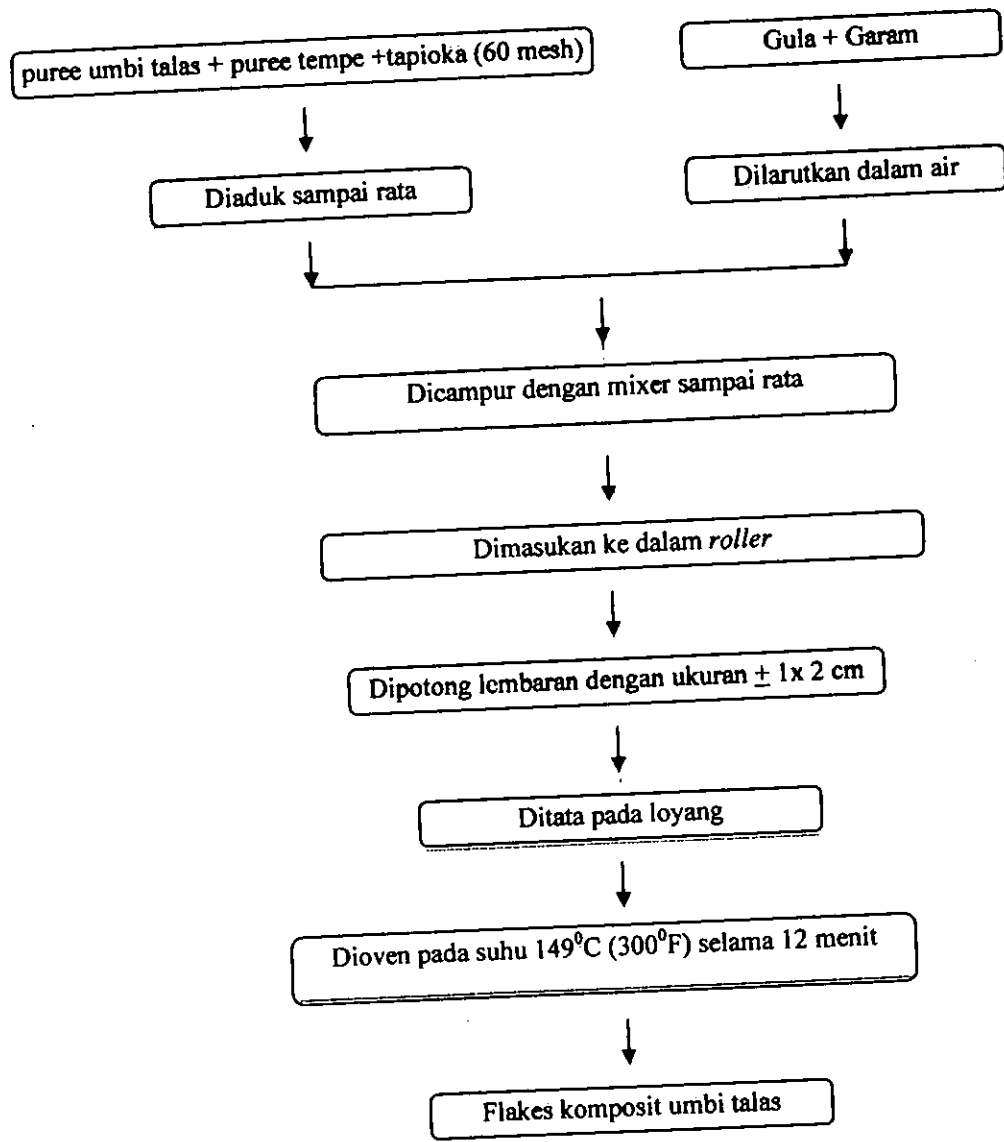 puree umbi talas + puree tempe +tapioka (60 mesh)
Gula + Garam
Diaduk sampai rata
Dilarutkan dalam air
Dicampur dengan mixer sampai rata
Dimasukan ke dalam roller
Dipotong lembaran dengan ukuran ± 1x 2 cm
Ditata pada loyang
Dioven pada suhu 149⁰C (300⁰F) selama 12 menit
Flakes komposit umbi talas